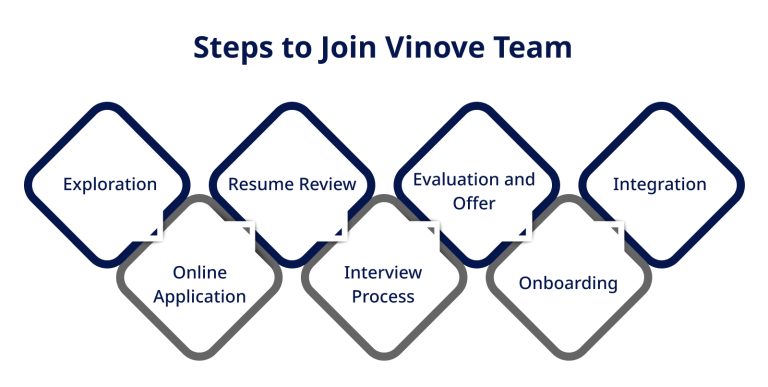 Steps to Join Vinove Team
Exploration
Online
Application
Resume Review
Interview
Process
Evaluation and
Offer
Onboarding
Integration